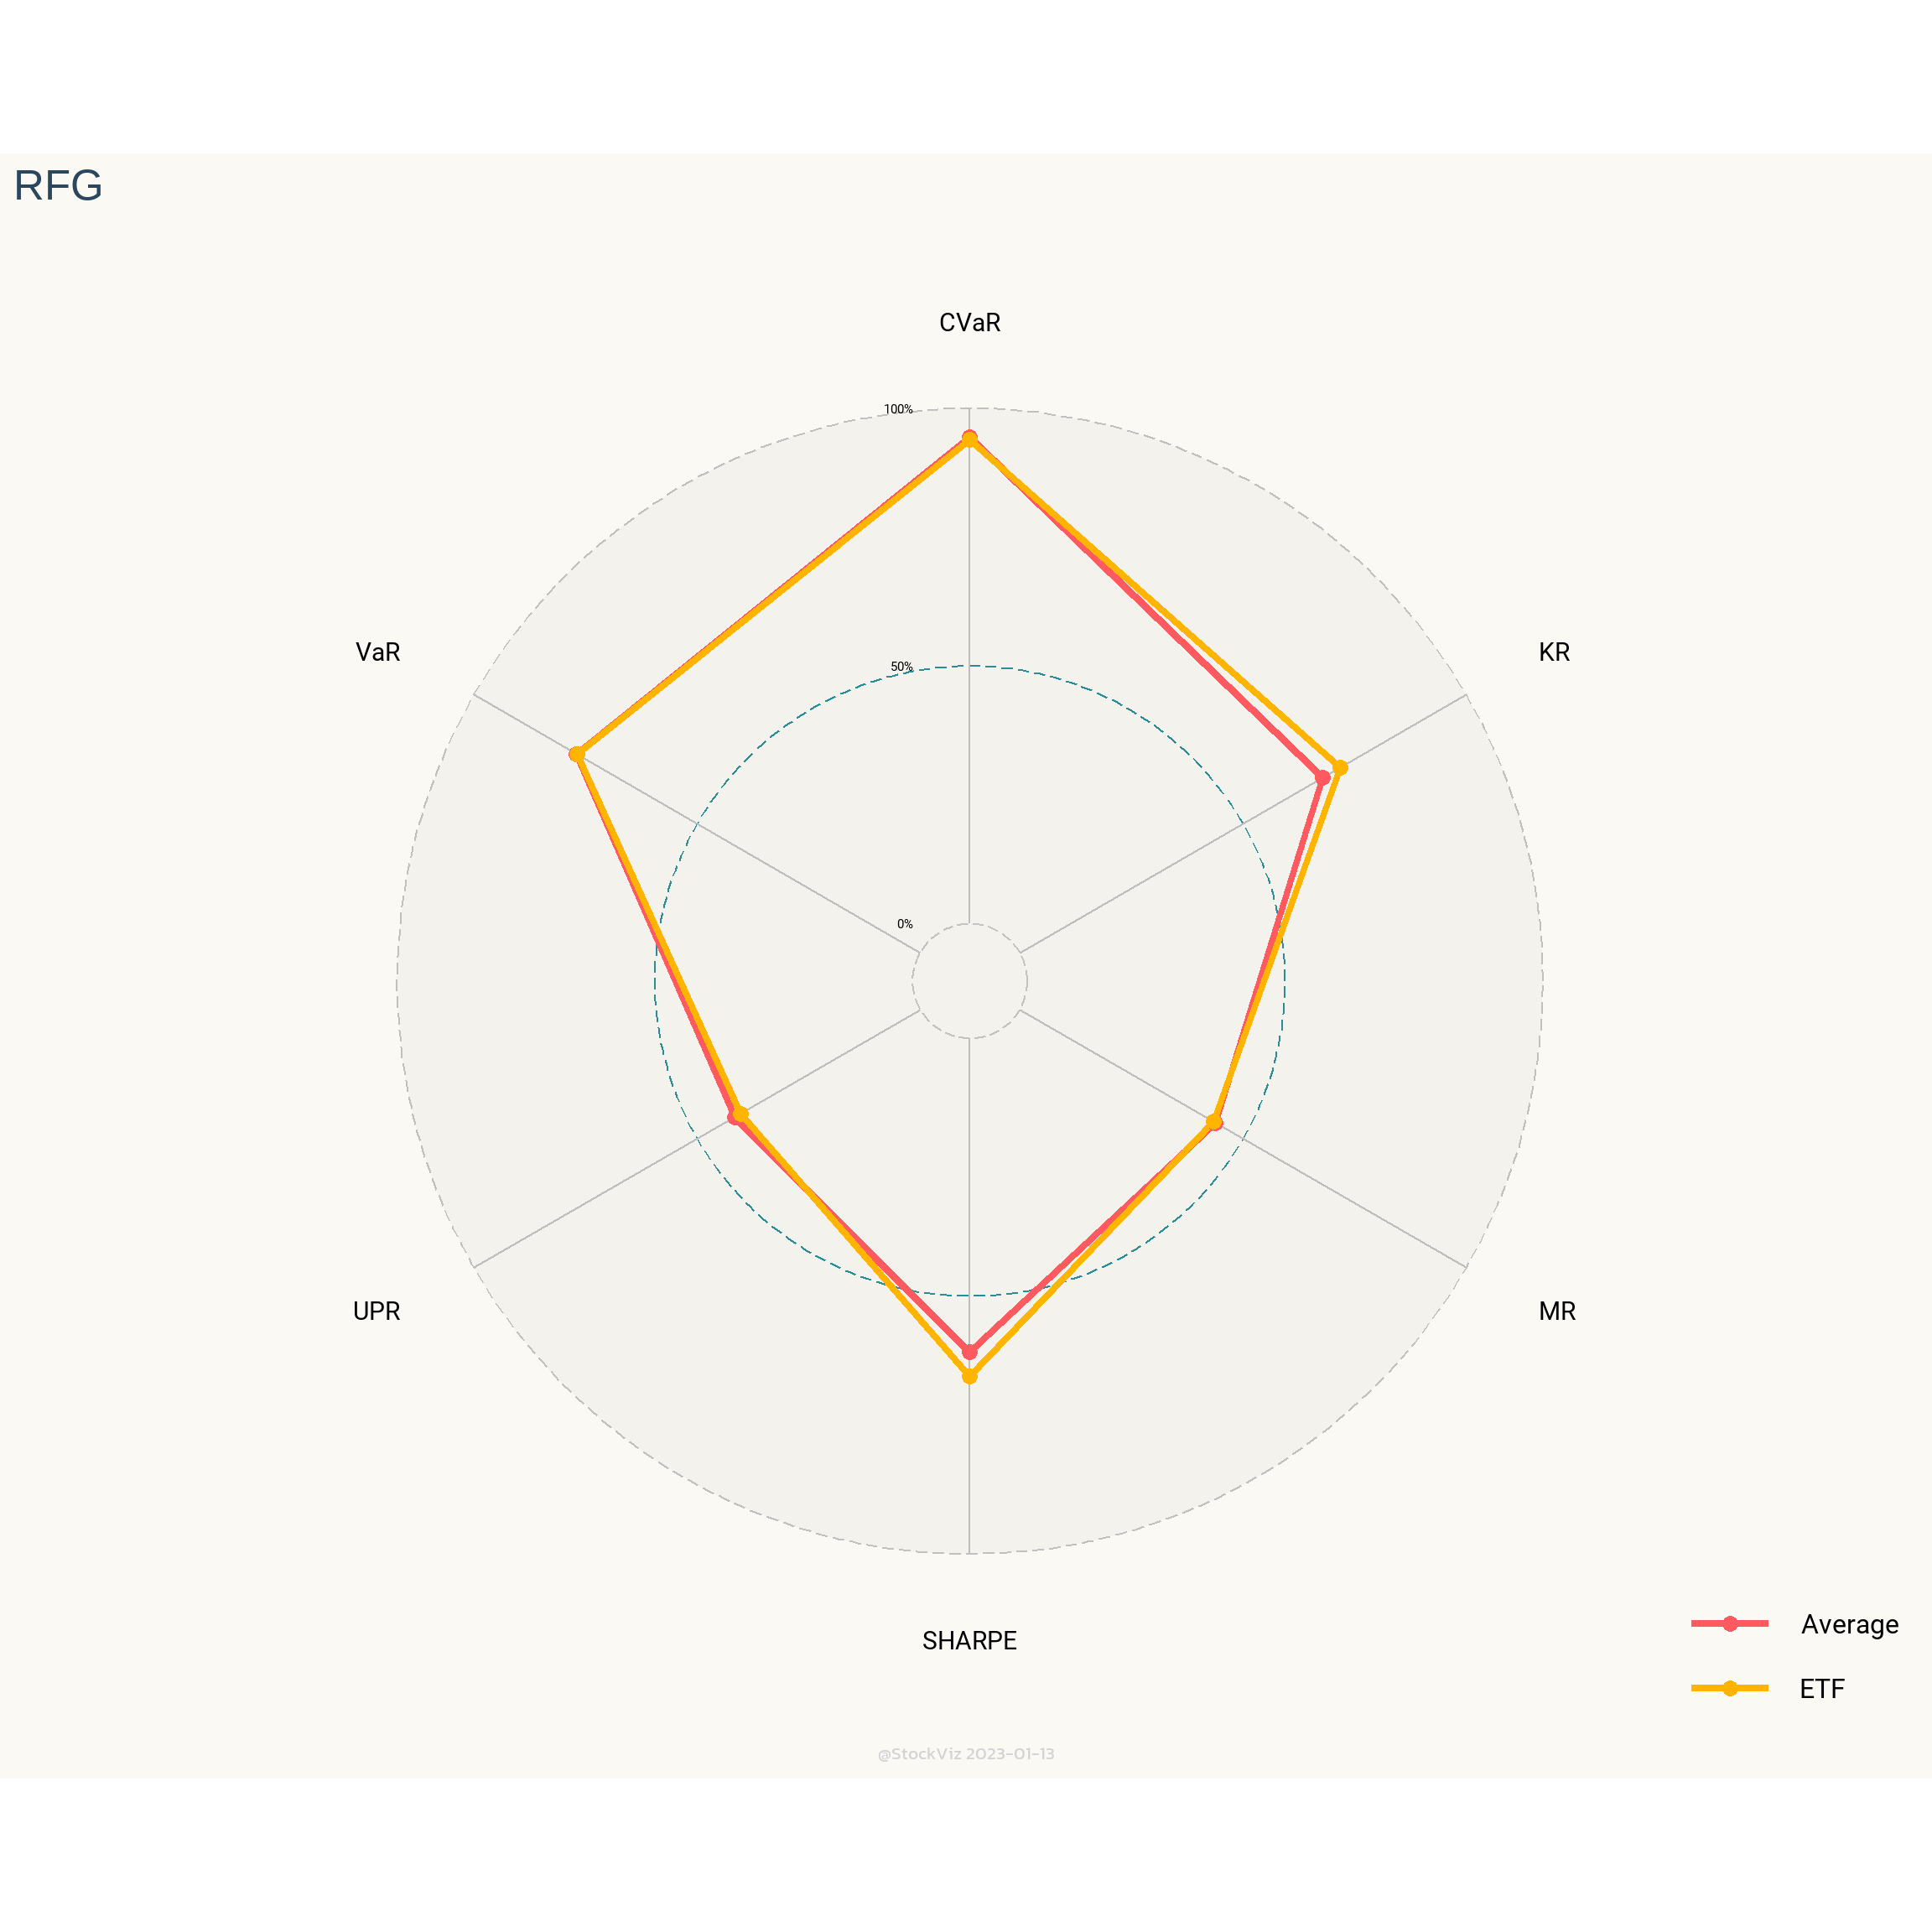 RFG
CVaR
100%
VaR
KR
50%
0%
UPR
MR
SHARPE
Average
ETF
@StockViz 2023-01-13